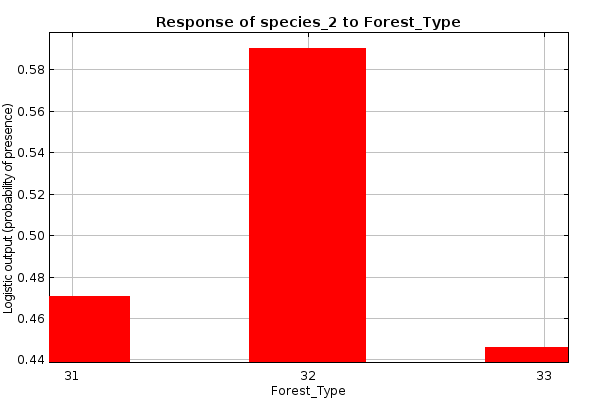 Response of species_2 to Forest_Type
Logistic output (probability of presence)
0.58
0.56
0.54
0.52
0.50
0.48
0.46
0.44
31 32 33
Forest_Type